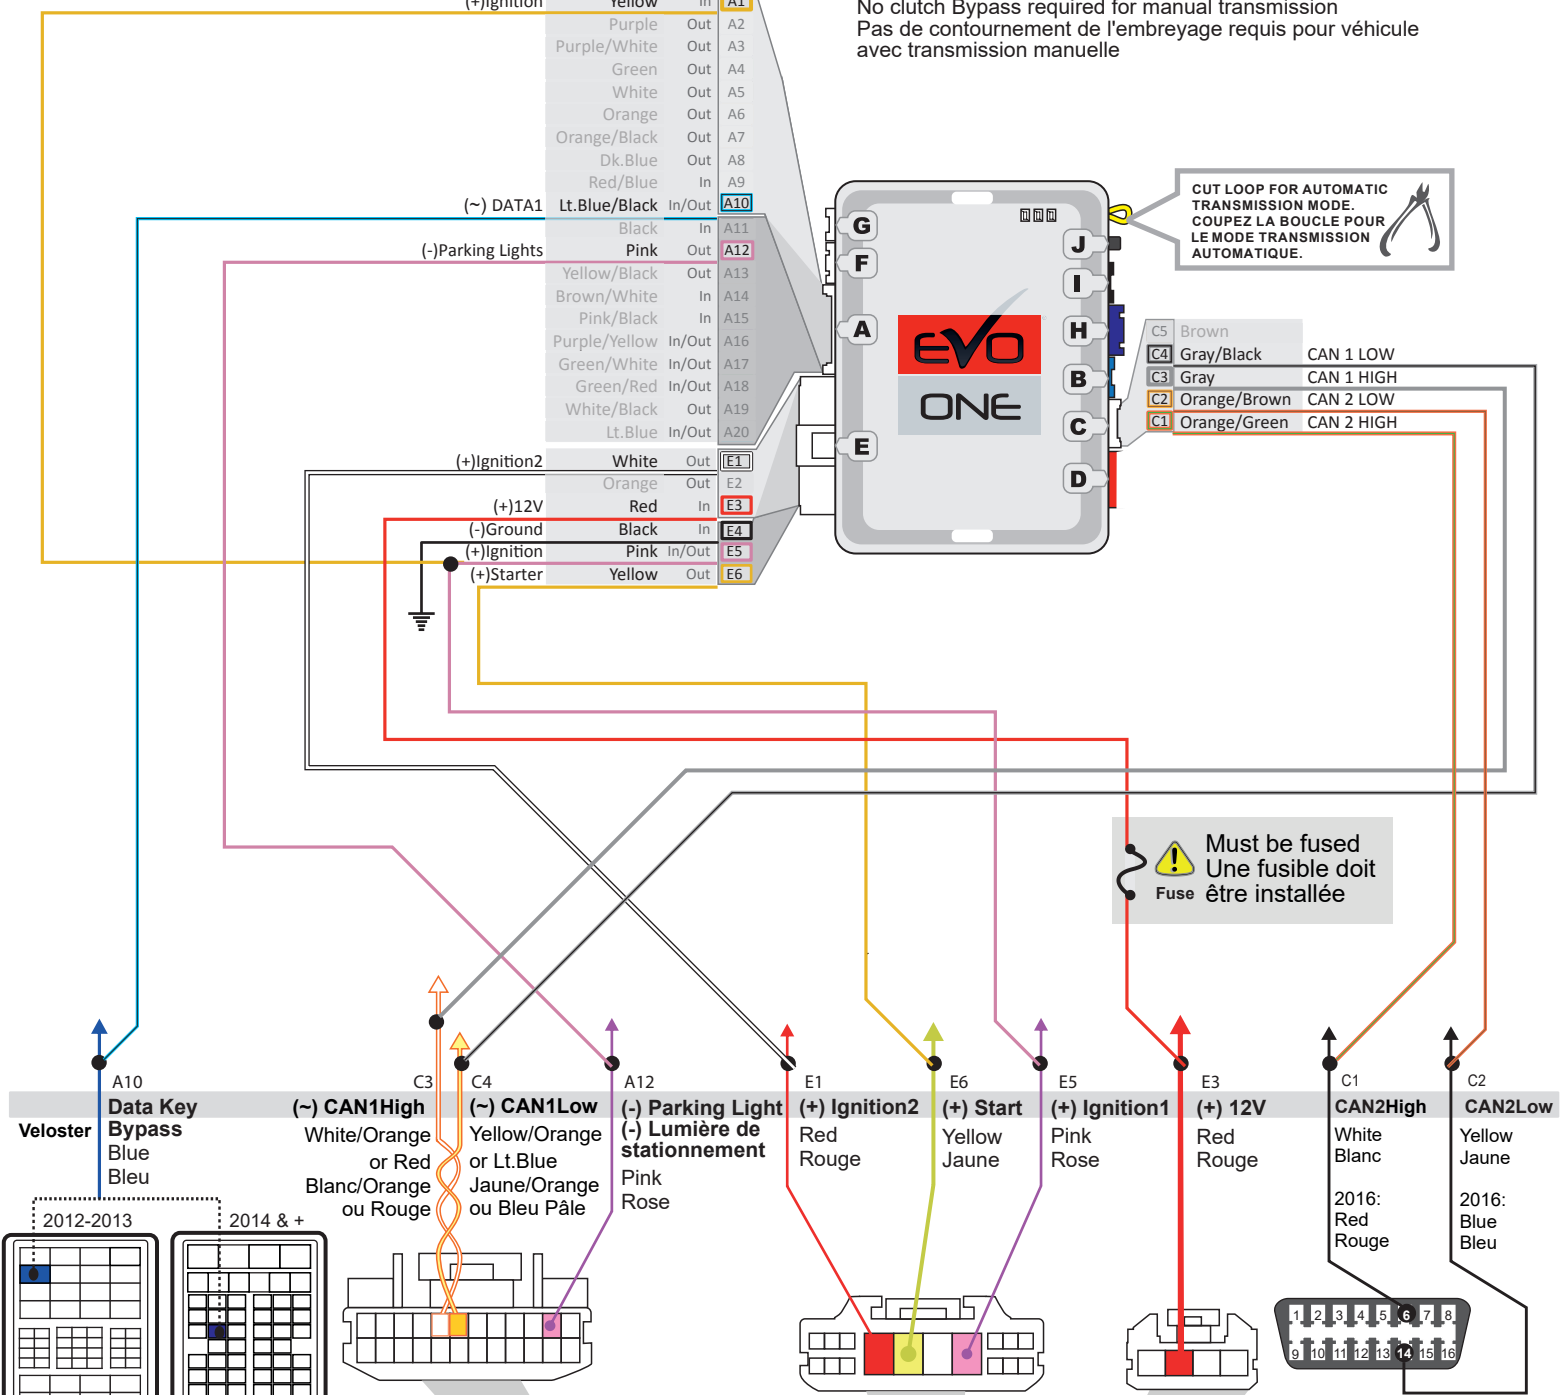 (+)Ignition Yellow In A1
Purple Out A2
Purple/White Out A3
Green Out A4
White Out A5
Orange Out A6
Orange/Black Out A7
Dk.Blue Out A8
Red/Blue In A9
(~) DATA1 Lt.Blue/Black In/Out A10
Black In A11
(-)Parking Lights Pink Out A12
Yellow/Black Out A13
Brown/White In A14
Pink/Black In A15
Purple/Yellow In/Out A16
Green/White In/Out A17
Green/Red In/Out A18
White/Black Out A19
Lt.Blue In/Out A20
(+)Ignition2 White Out E1
Orange Out E2
(+)12V Red In E3
(-)Ground Black In E4
(+)Ignition Pink In/Out E5
(+)Starter Yellow Out E6
No clutch Bypass required for manual transmission
Pas de contournement de l'embreyage requis pour véhicule
avec transmission manuelle
CUT LOOP FOR AUTOMATIC
TRANSMISSION MODE.
COUPEZ LA BOUCLE POUR
LE MODE TRANSMISSION
AUTOMATIQUE.
G
F
A
E
J
I
H
B
C
D
EVO
ONE
C5 Brown
C4 Gray/Black CAN 1 LOW
C3 Gray CAN 1 HIGH
C2 Orange/Brown CAN 2 LOW
C1 Orange/Green CAN 2 HIGH
Must be fused
Une fusible doit
être installée
Fuse
A10
Data Key
Bypass
Blue
Bleu
Veloster
2012-2013
2014 & +
C3
(~) CAN1High
White/Orange
or Red
Blanc/Orange
ou Rouge
C4
(~) CAN1Low
Yellow/Orange
or Lt.Blue
Jaune/Orange
ou Bleu Pâle
A12
(-) Parking Light
(-) Lumière de
stationnement
Pink
Rose
E1
(+) Ignition2
Red
Rouge
E6
(+) Start
Yellow
Jaune
E5
(+) Ignition1
Pink
Rose
E3
(+) 12V
Red
Rouge
C1
CAN2High
White
Blanc
2016:
Red
Rouge
C2
CAN2Low
Yellow
Jaune
2016:
Blue
Bleu
1 2 3 4 5 6 7 8
9 10 11 12 13 14 15 16